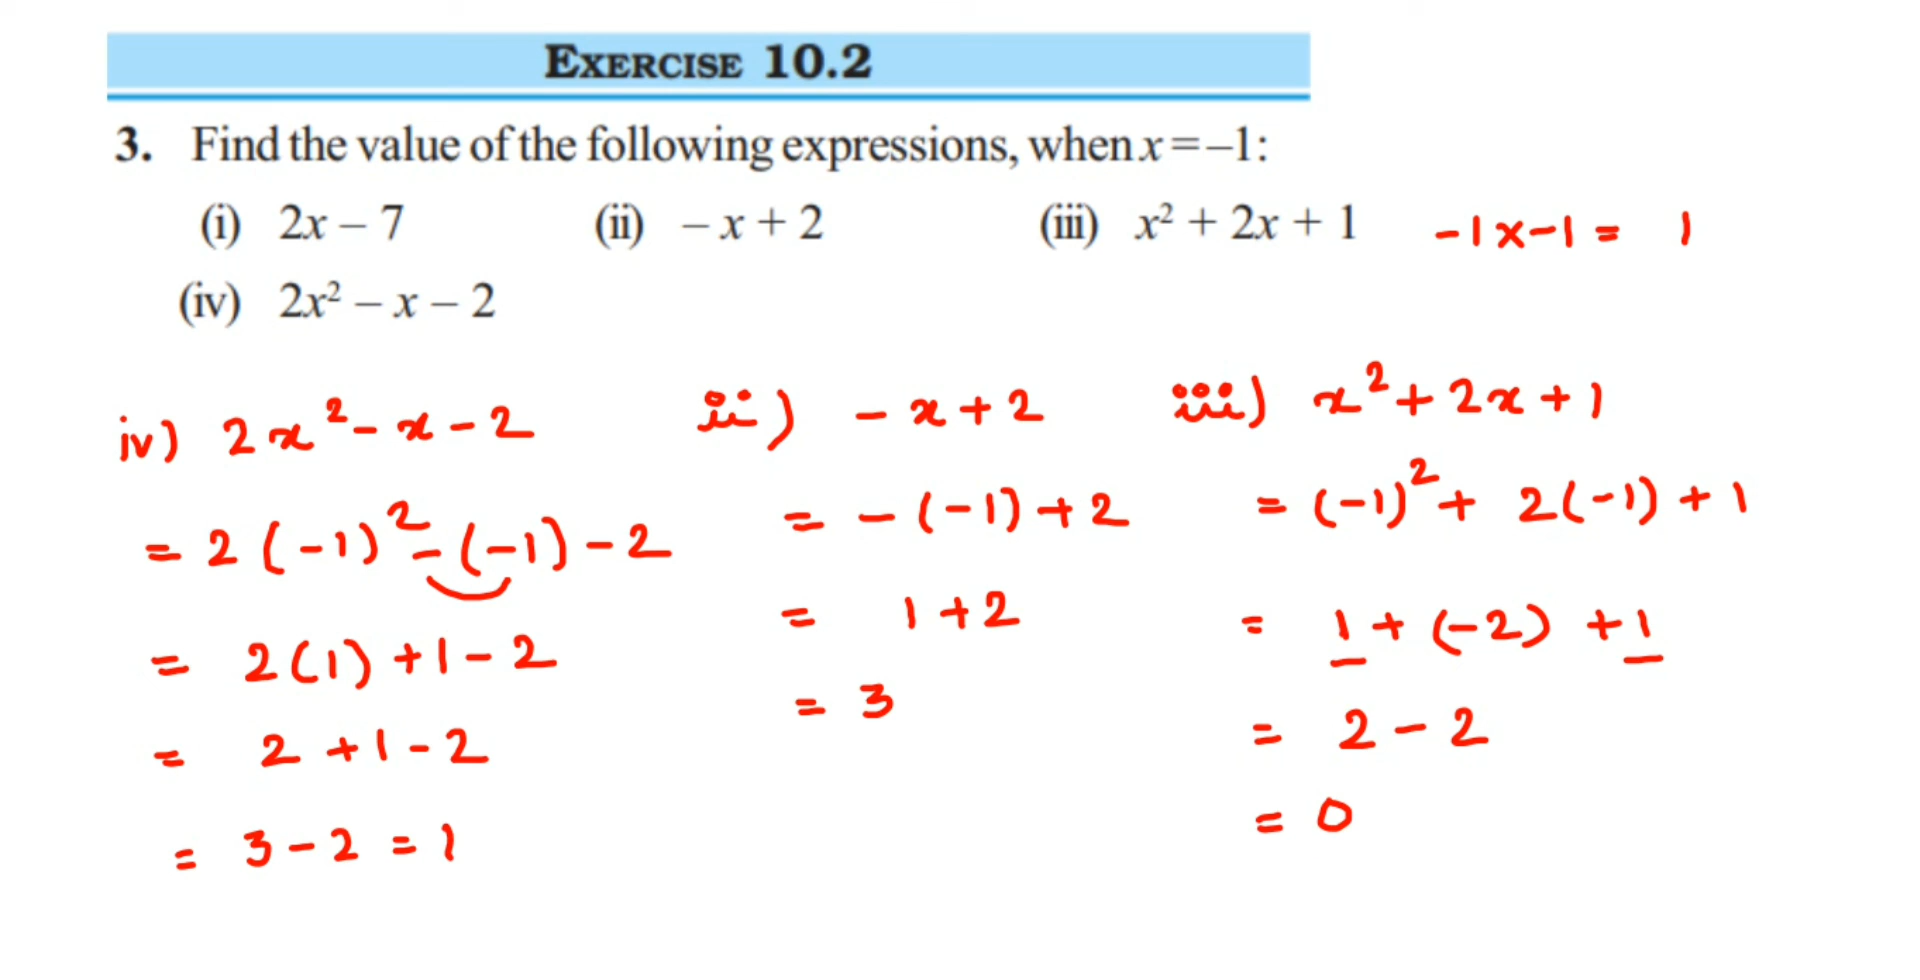 EXERCISE 10.2
3. Find the value of the following expressions, when x = –1:
(i) 2x – 7 (ii) – x + 2 (iii) x² + 2x + 1
-1 x -1 = 1
(iv) 2x² – x – 2
iv) 2x² - x - 2
= 2(-1)² - (-1) - 2
= 2(1) + 1 - 2
= 2 + 1 - 2
= 3 - 2 = 1
ii) - x + 2
= - (-1) + 2
= 1 + 2
= 3
iii) x² + 2x + 1
= (-1)² + 2(-1) + 1
= 1 + (-2) + 1
= 2 - 2
= 0